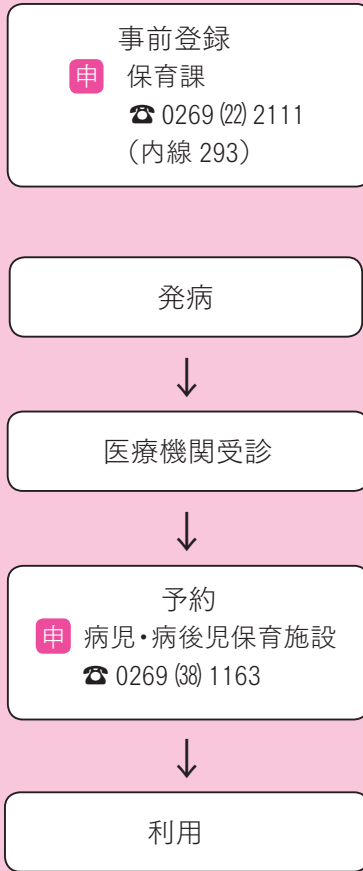 事前登録
申 保育課
☎ 0269 ㉒ 2111
（内線 293）
発病
↓
医療機関受診
↓
予約
申 病児・病後児保育施設
☎ 0269 ㊳ 1163
↓
利用